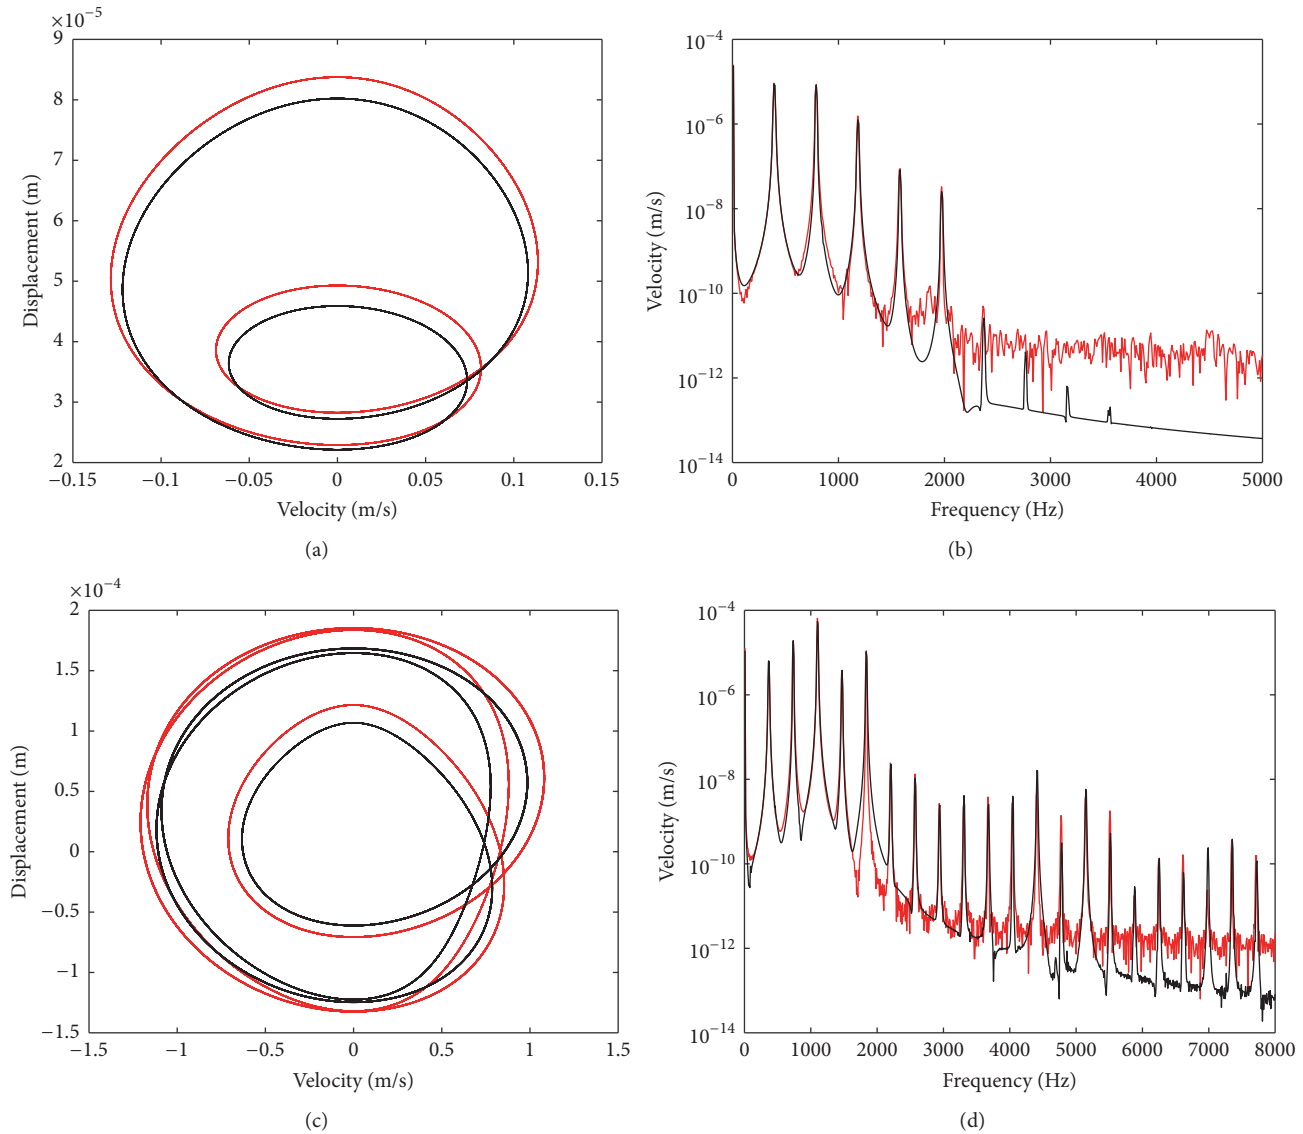 ×10⁻⁵
9
8
7
6
5
4
3
2
Displacement (m)
−0.15 −0.1 −0.05 0 0.05 0.1 0.15
Velocity (m/s)
(a)
10⁻⁴
10⁻⁶
10⁻⁸
10⁻¹⁰
10⁻¹²
10⁻¹⁴
Velocity (m/s)
0 1000 2000 3000 4000 5000
Frequency (Hz)
(b)
×10⁻⁴
2
1.5
1
0.5
0
−0.5
−1
−1.5
Displacement (m)
−1.5 −1 −0.5 0 0.5 1 1.5
Velocity (m/s)
(c)
10⁻⁴
10⁻⁶
10⁻⁸
10⁻¹⁰
10⁻¹²
10⁻¹⁴
Velocity (m/s)
0 1000 2000 3000 4000 5000 6000 7000 8000
Frequency (Hz)
(d)